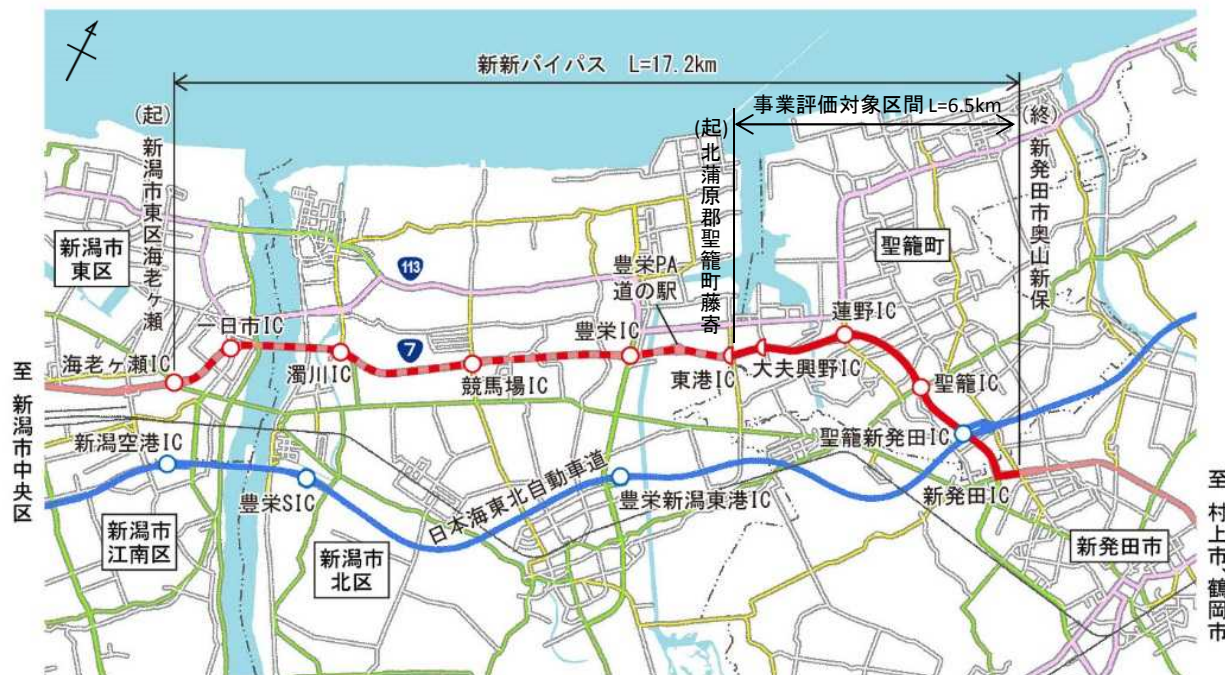 新新バイパス L=17.2km
事業評価対象区間 L=6.5km
(起)新潟市東区海老ヶ瀬
(起)北蒲原郡聖籠町藤寄
(終)新発田市奥山新保
新潟市
東区
聖籠町
113
豊栄PA
道の駅
蓮野IC
一日市IC
豊栄IC
海老ヶ瀬IC
7
濁川IC
競馬場IC
東港IC
大夫興野IC
聖籠IC
至 新潟市中央区
新潟空港IC
聖籠新発田IC
豊栄SIC
日本海東北自動車道
豊栄新潟東港IC
新発田IC
至 村上市、鶴岡市
新潟市
江南区
新潟市
北区
新発田市